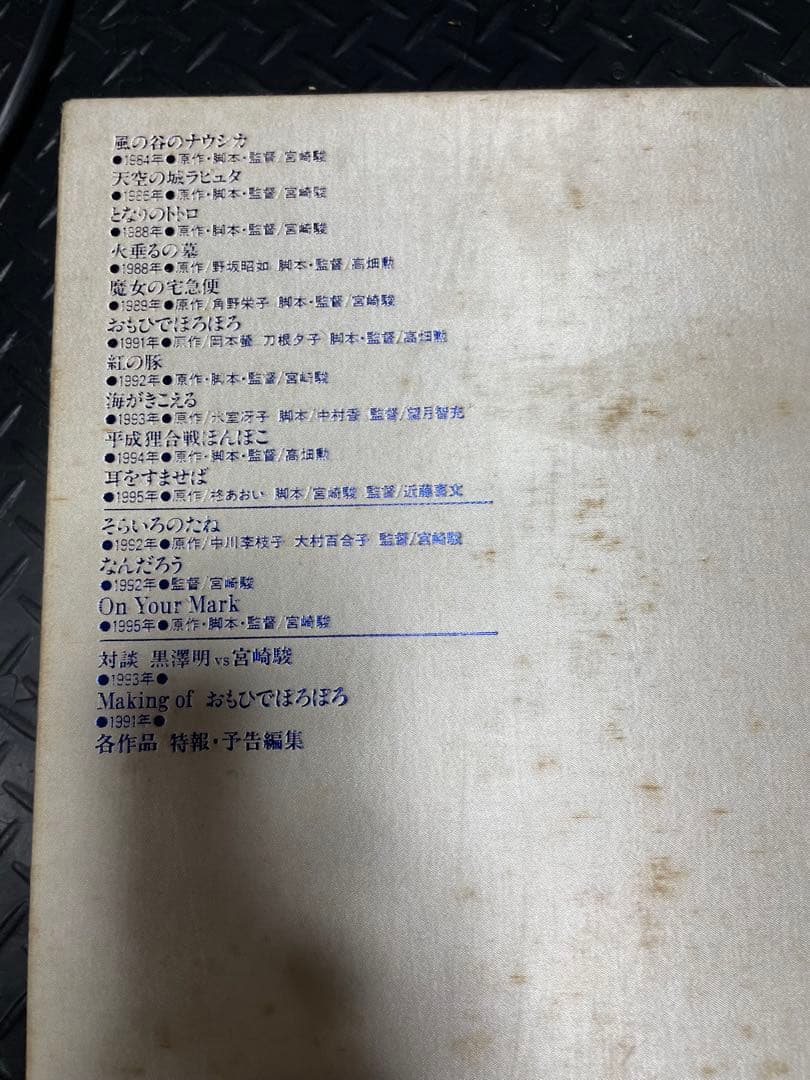 風の谷のナウシカ
●1984年●原作・脚本・監督/宮崎駿
天空の城ラピュタ
●1986年●原作・脚本・監督/宮崎駿
となりのトトロ
●1988年●原作・脚本・監督/宮崎駿
火垂るの墓
●1988年●原作/野坂昭如 脚本・監督/高畑勲
魔女の宅急便
●1989年●原作/角野栄子 脚本・監督/宮崎駿
おもひでぽろぽろ
●1991年●原作/岡本螢 刀根夕子 脚本・監督/高畑勲
紅の豚
●1992年●原作・脚本・監督/宮崎駿
海がきこえる
●1993年●原作/氷室冴子 脚本/中村香 監督/望月智充
平成狸合戦ぽんぽこ
●1994年●原作・脚本・監督/高畑勲
耳をすませば
●1995年●原作/柊あおい 脚本/宮崎駿 監督/近藤喜文
そらいろのたね
●1992年●原作/中川李枝子 大村百合子 監督/宮崎駿
なんだろう
●1992年●監督/宮崎駿
On Your Mark
●1995年●原作・脚本・監督/宮崎駿
対談 黒澤明vs宮崎駿
●1993年●
Making of おもひでぽろぽろ
●1991年●
各作品 特報・予告編集